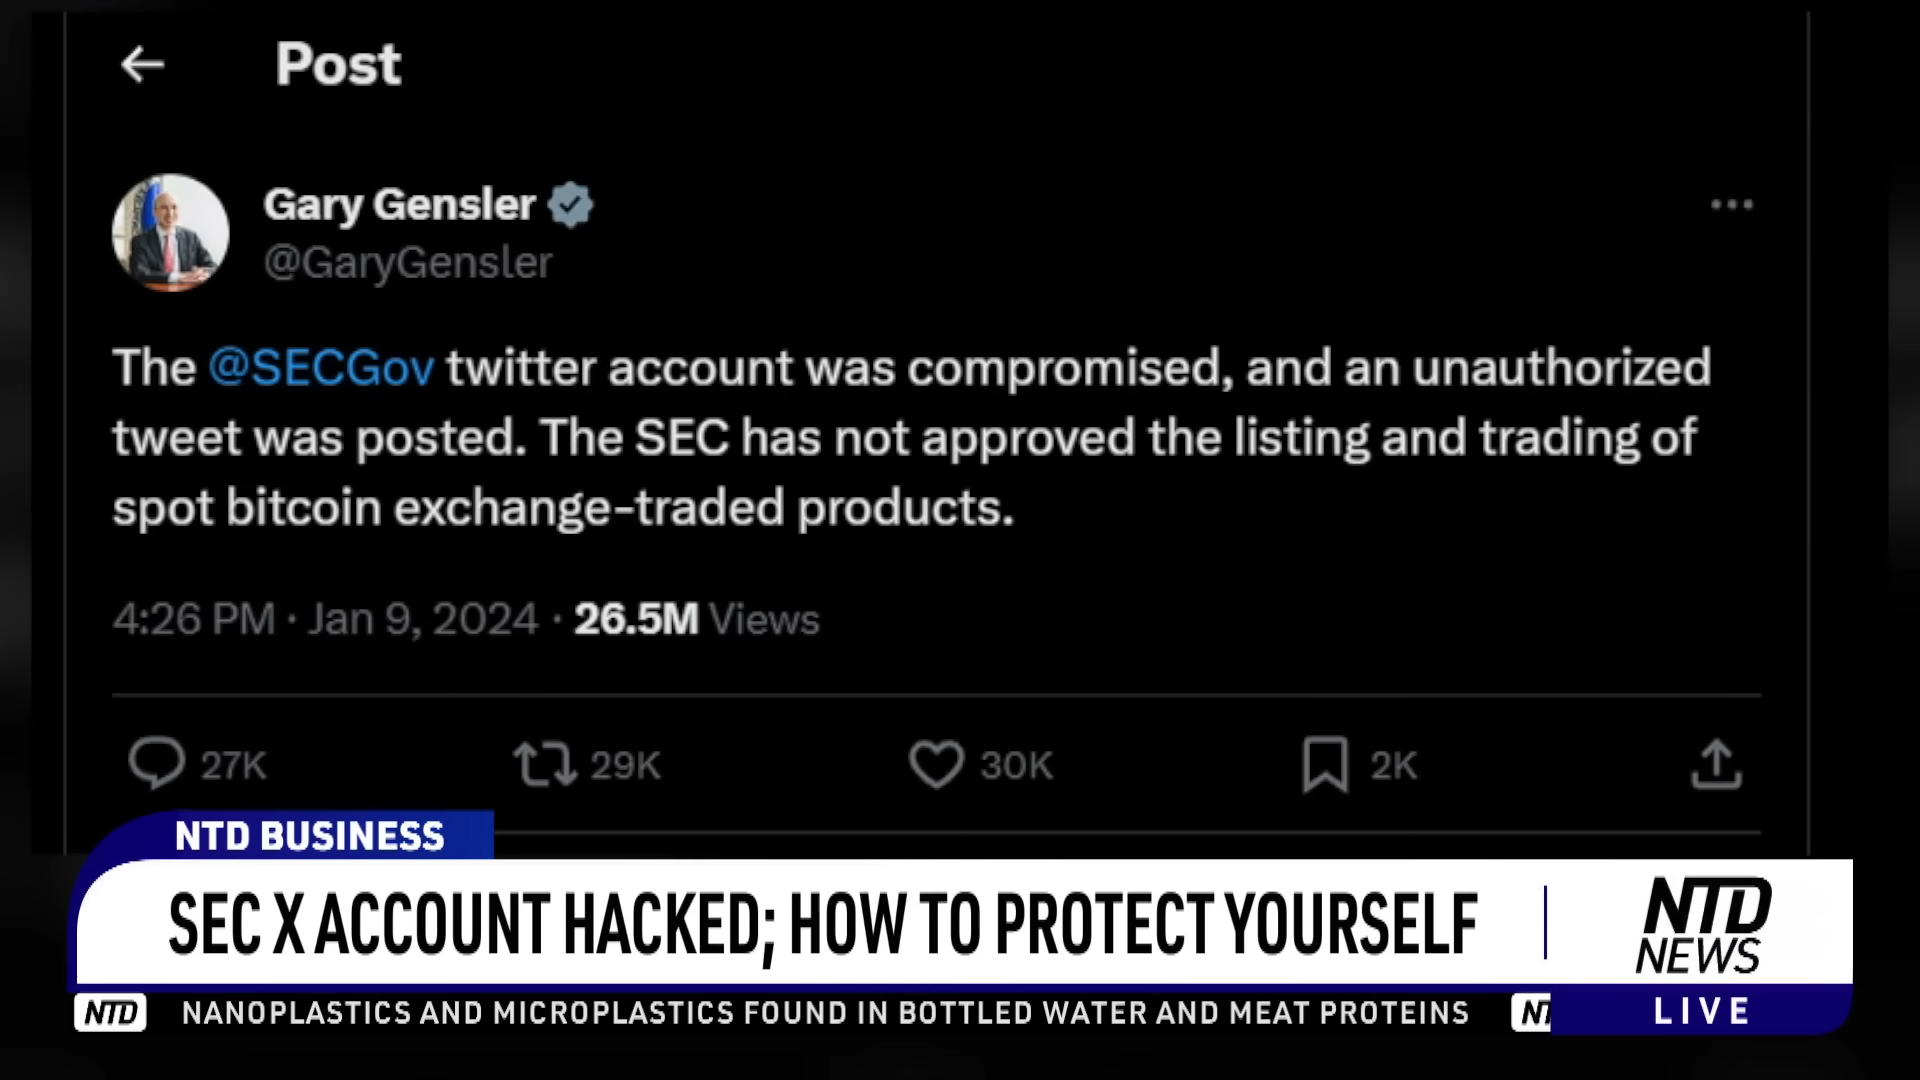 Post
Gary Gensler
@GaryGensler
The @SECGov twitter account was compromised, and an unauthorized
tweet was posted. The SEC has not approved the listing and trading of
spot bitcoin exchange-traded products.
4:26 PM · Jan 9, 2024 · 26.5M Views
27K 29K 30K 2K
NTD BUSINESS
SEC X ACCOUNT HACKED; HOW TO PROTECT YOURSELF
NTD
NEWS
NTD NANOPLASTICS AND MICROPLASTICS FOUND IN BOTTLED WATER AND MEAT PROTEINS NT
LIVE